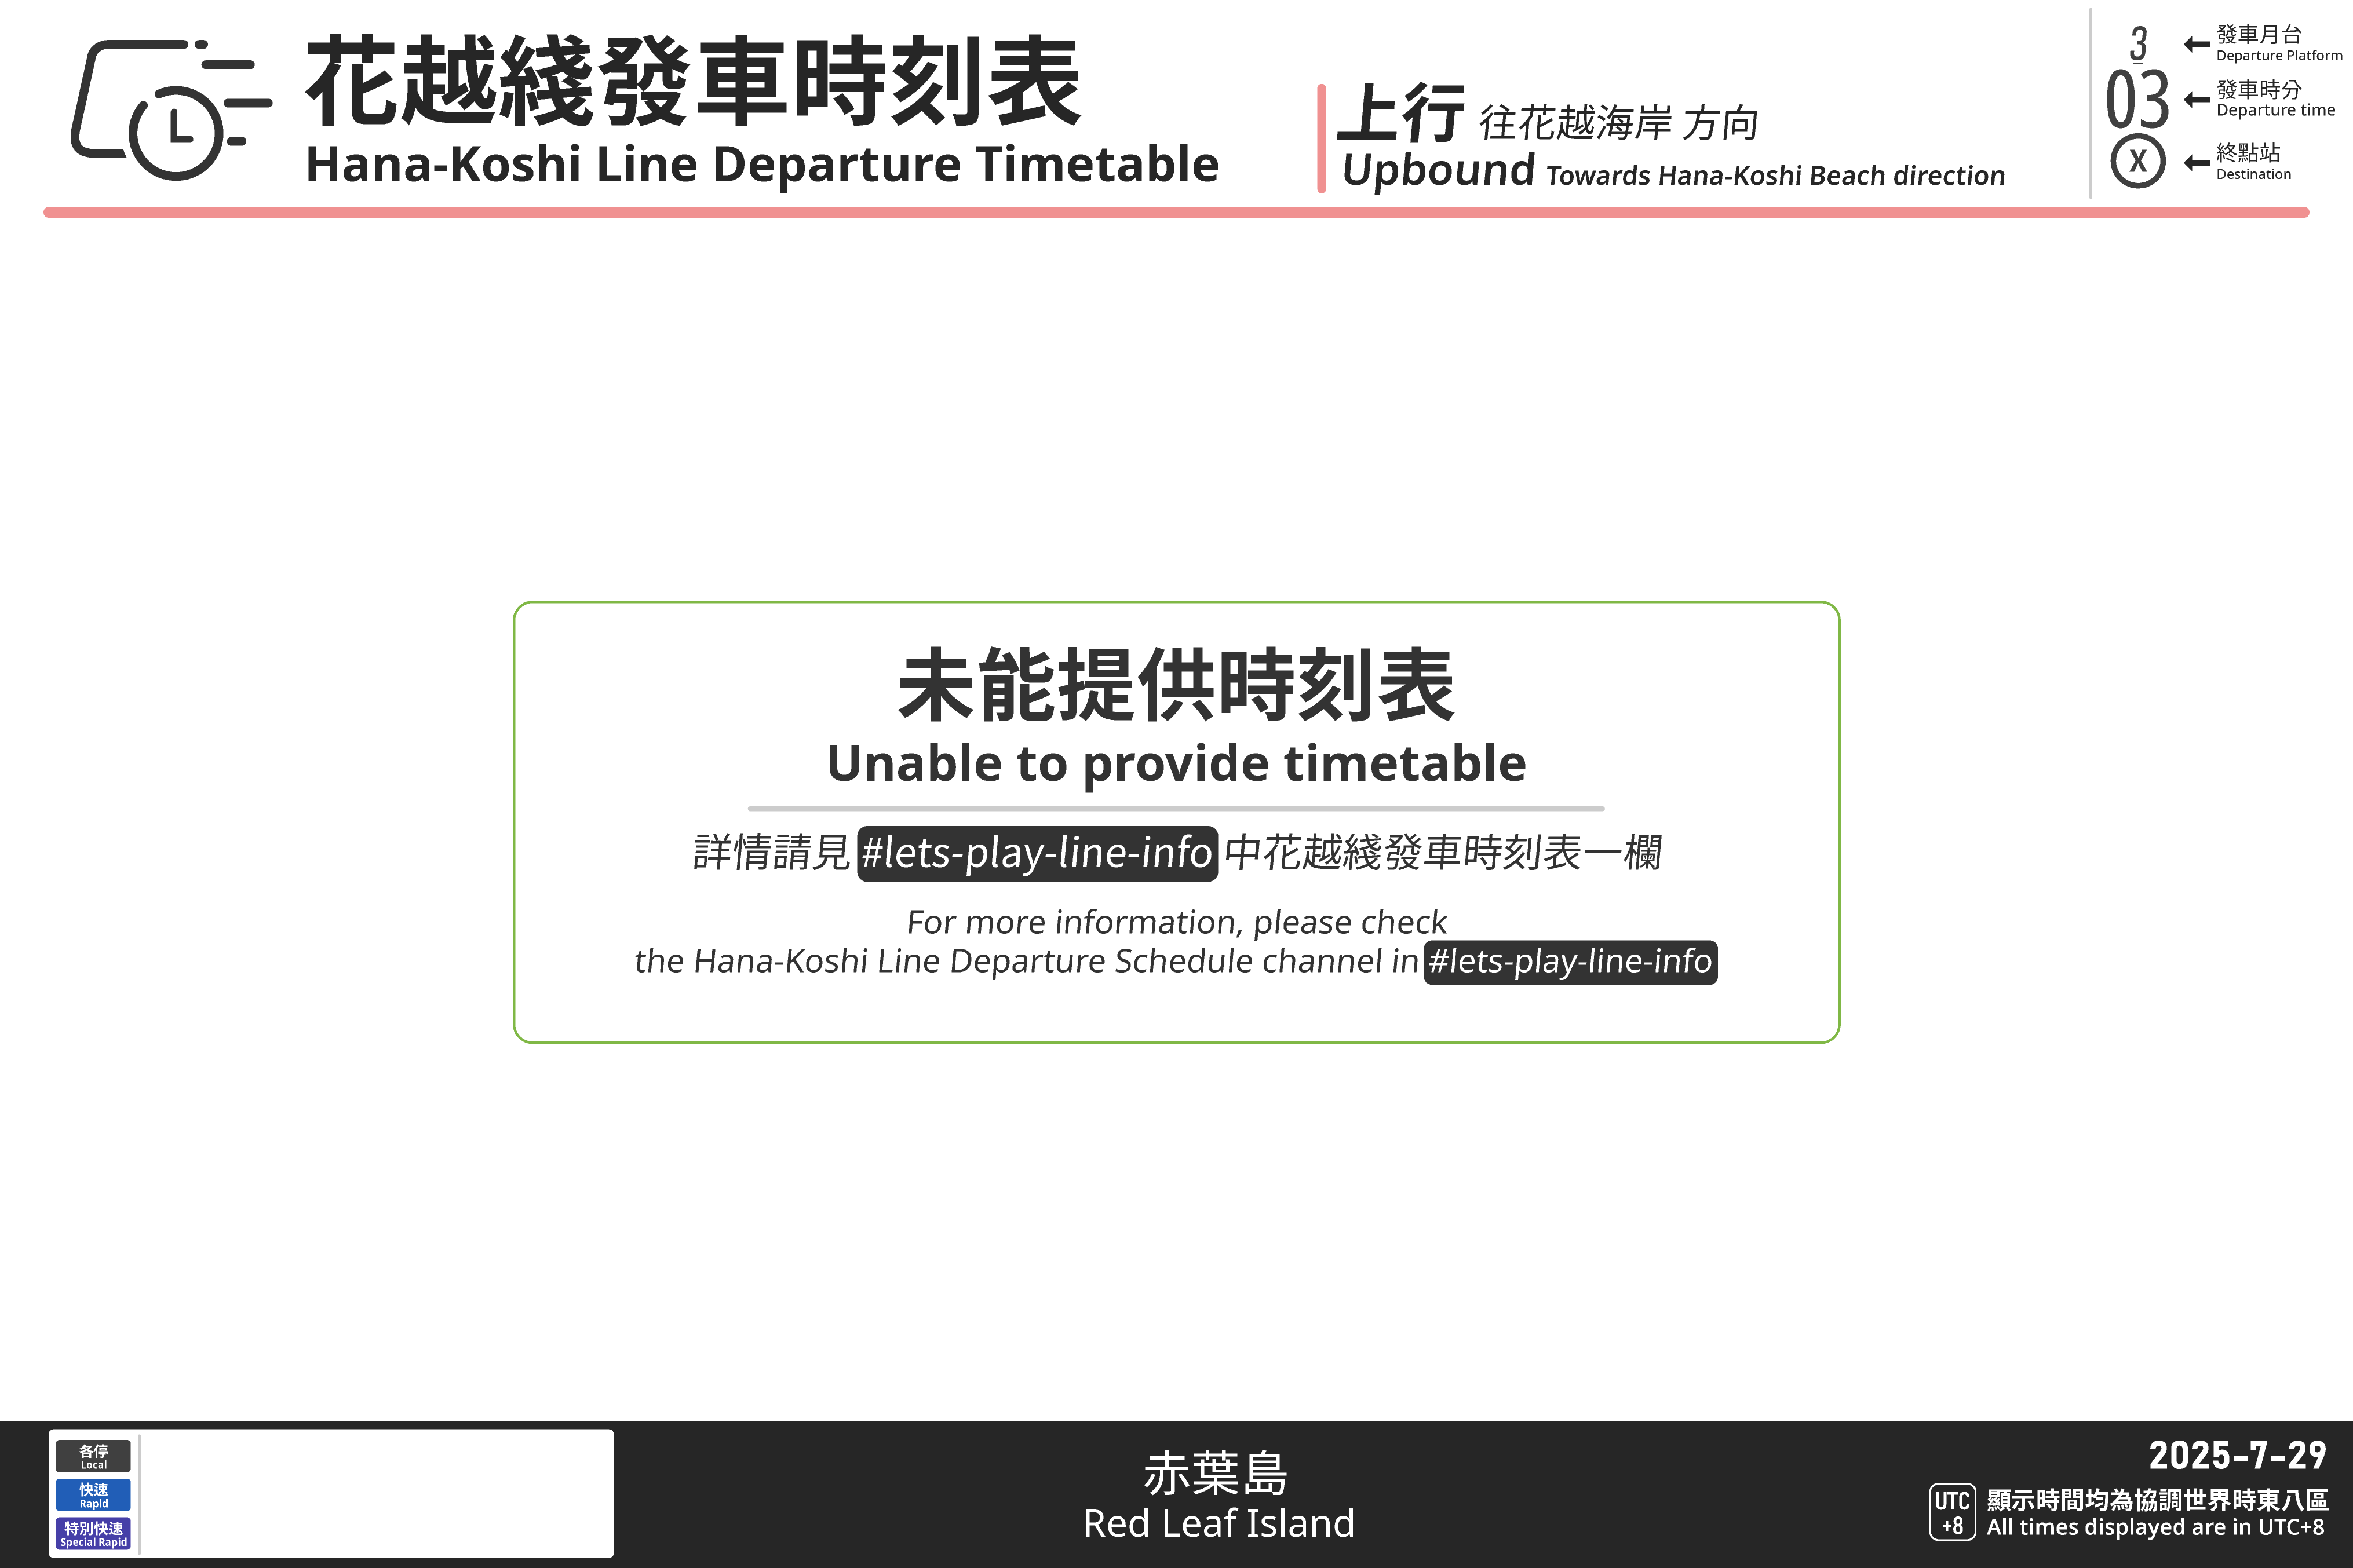 花越綫發車時刻表
Hana-Koshi Line Departure Timetable
上行 往花越海岸 方向
Upbound Towards Hana-Koshi Beach direction
3
發車月台
Departure Platform
03
發車時分
Departure time
X
終點站
Destination
未能提供時刻表
Unable to provide timetable
詳情請見 #lets-play-line-info 中花越綫發車時刻表一欄
For more information, please check
the Hana-Koshi Line Departure Schedule channel in #lets-play-line-info
各停
Local
快速
Rapid
特別快速
Special Rapid
赤葉島
Red Leaf Island
2025-7-29
UTC
+8
顯示時間均為協調世界時東八區
All times displayed are in UTC+8